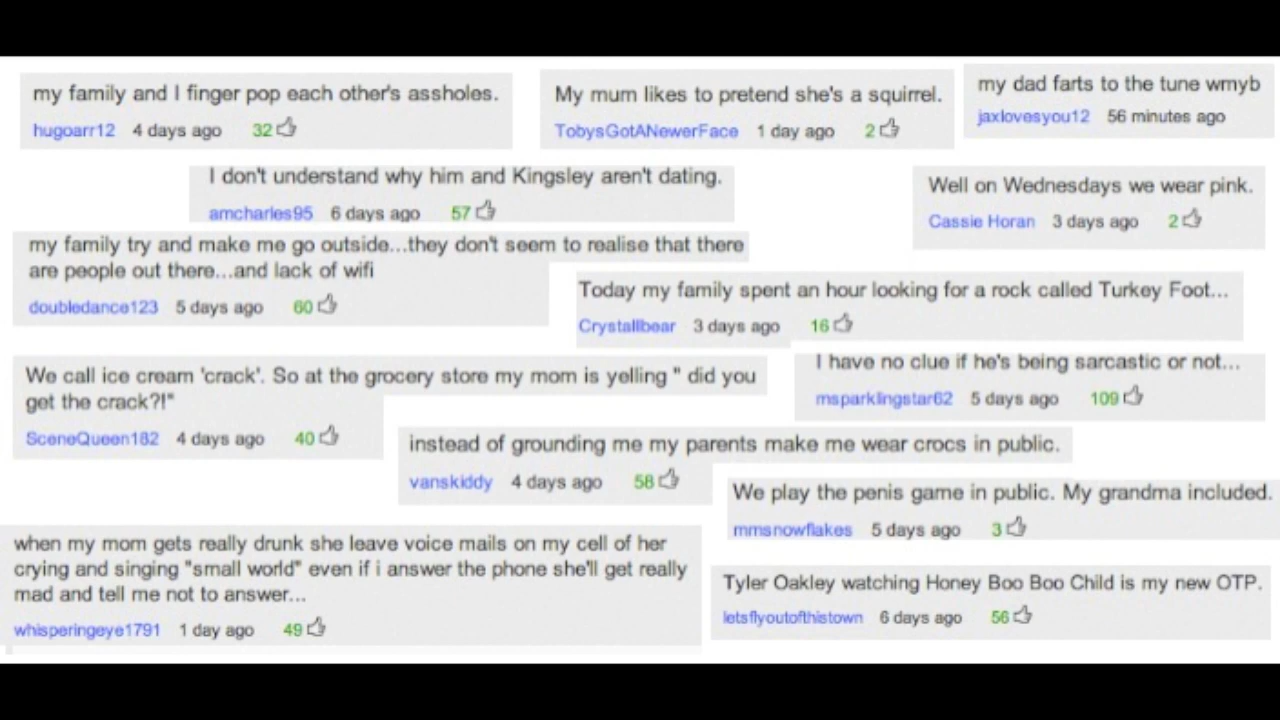 my family and I finger pop each other's assholes.
hugoarr12 4 days ago 32
My mum likes to pretend she's a squirrel.
TobysGotANewerFace 1 day ago 2
my dad farts to the tune wmyb
jaxlovesyou12 56 minutes ago
I don't understand why him and Kingsley aren't dating.
amcharles95 6 days ago 57
Well on Wednesdays we wear pink.
Cassie Horan 3 days ago 2
my family try and make me go outside...they don't seem to realise that there
are people out there...and lack of wifi
doubledance123 5 days ago 60
Today my family spent an hour looking for a rock called Turkey Foot...
Crystallbear 3 days ago 16
We call ice cream 'crack'. So at the grocery store my mom is yelling " did you
get the crack?!"
SceneQueen182 4 days ago 40
I have no clue if he's being sarcastic or not...
msparklingstar62 5 days ago 109
instead of grounding me my parents make me wear crocs in public.
vanskiddy 4 days ago 58
We play the penis game in public. My grandma included.
mmsnowflakes 5 days ago 3
when my mom gets really drunk she leave voice mails on my cell of her
crying and singing "small world" even if i answer the phone she'll get really
mad and tell me not to answer...
whisperingeye1791 1 day ago 49
Tyler Oakley watching Honey Boo Boo Child is my new OTP.
letsflyoutofthistown 6 days ago 56